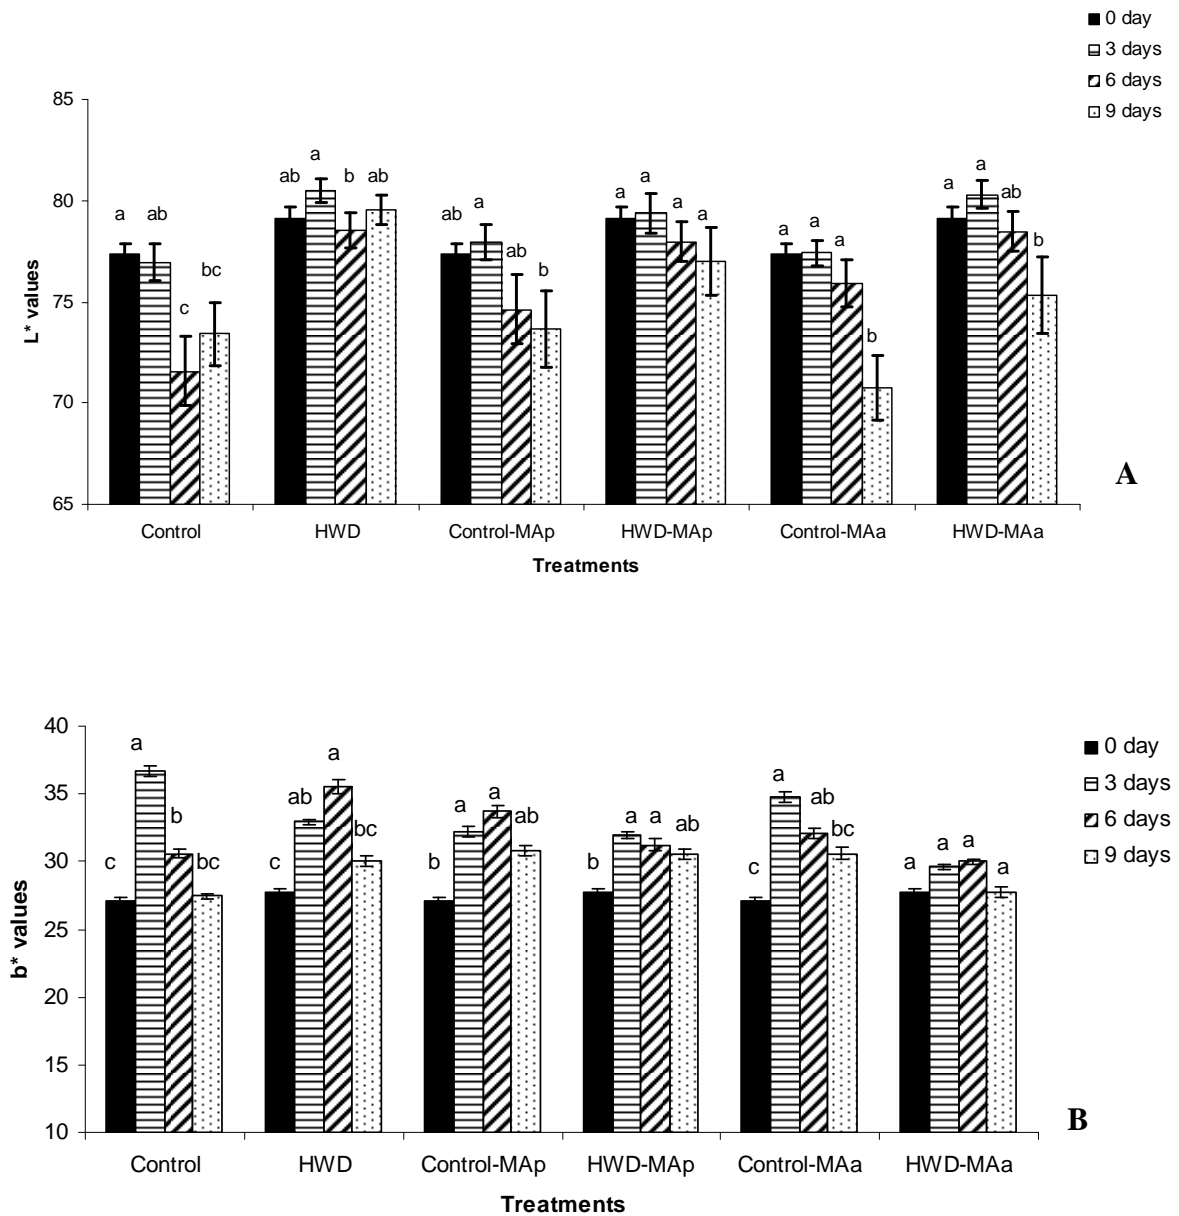 0 day
3 days
6 days
9 days
85
80
75
70
65
L* values
a ab c bc
ab a b ab
ab a ab b
a a a a
a a a b
a a ab b
Control HWD Control-MAp HWD-MAp Control-MAa HWD-MAa
Treatments
A
0 day
3 days
6 days
9 days
40
35
30
25
20
15
10
b* values
c a b bc
c ab a bc
b a a ab
b a a ab
c a ab bc
a a a a
Control HWD Control-MAp HWD-MAp Control-MAa HWD-MAa
Treatments
B